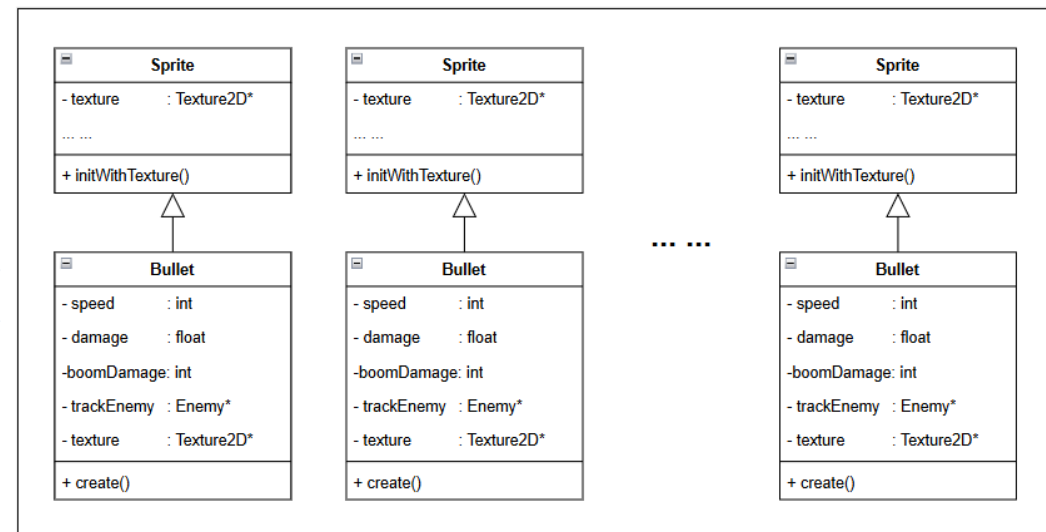 Sprite
- texture : Texture2D*
... ...
+ initWithTexture()
Bullet
- speed : int
- damage : float
-boomDamage: int
- trackEnemy : Enemy*
- texture : Texture2D*
+ create()
Sprite
- texture : Texture2D*
... ...
+ initWithTexture()
Bullet
- speed : int
- damage : float
-boomDamage: int
- trackEnemy : Enemy*
- texture : Texture2D*
+ create()
... ...
Sprite
- texture : Texture2D*
... ...
+ initWithTexture()
Bullet
- speed : int
- damage : float
-boomDamage: int
- trackEnemy : Enemy*
- texture : Texture2D*
+ create()